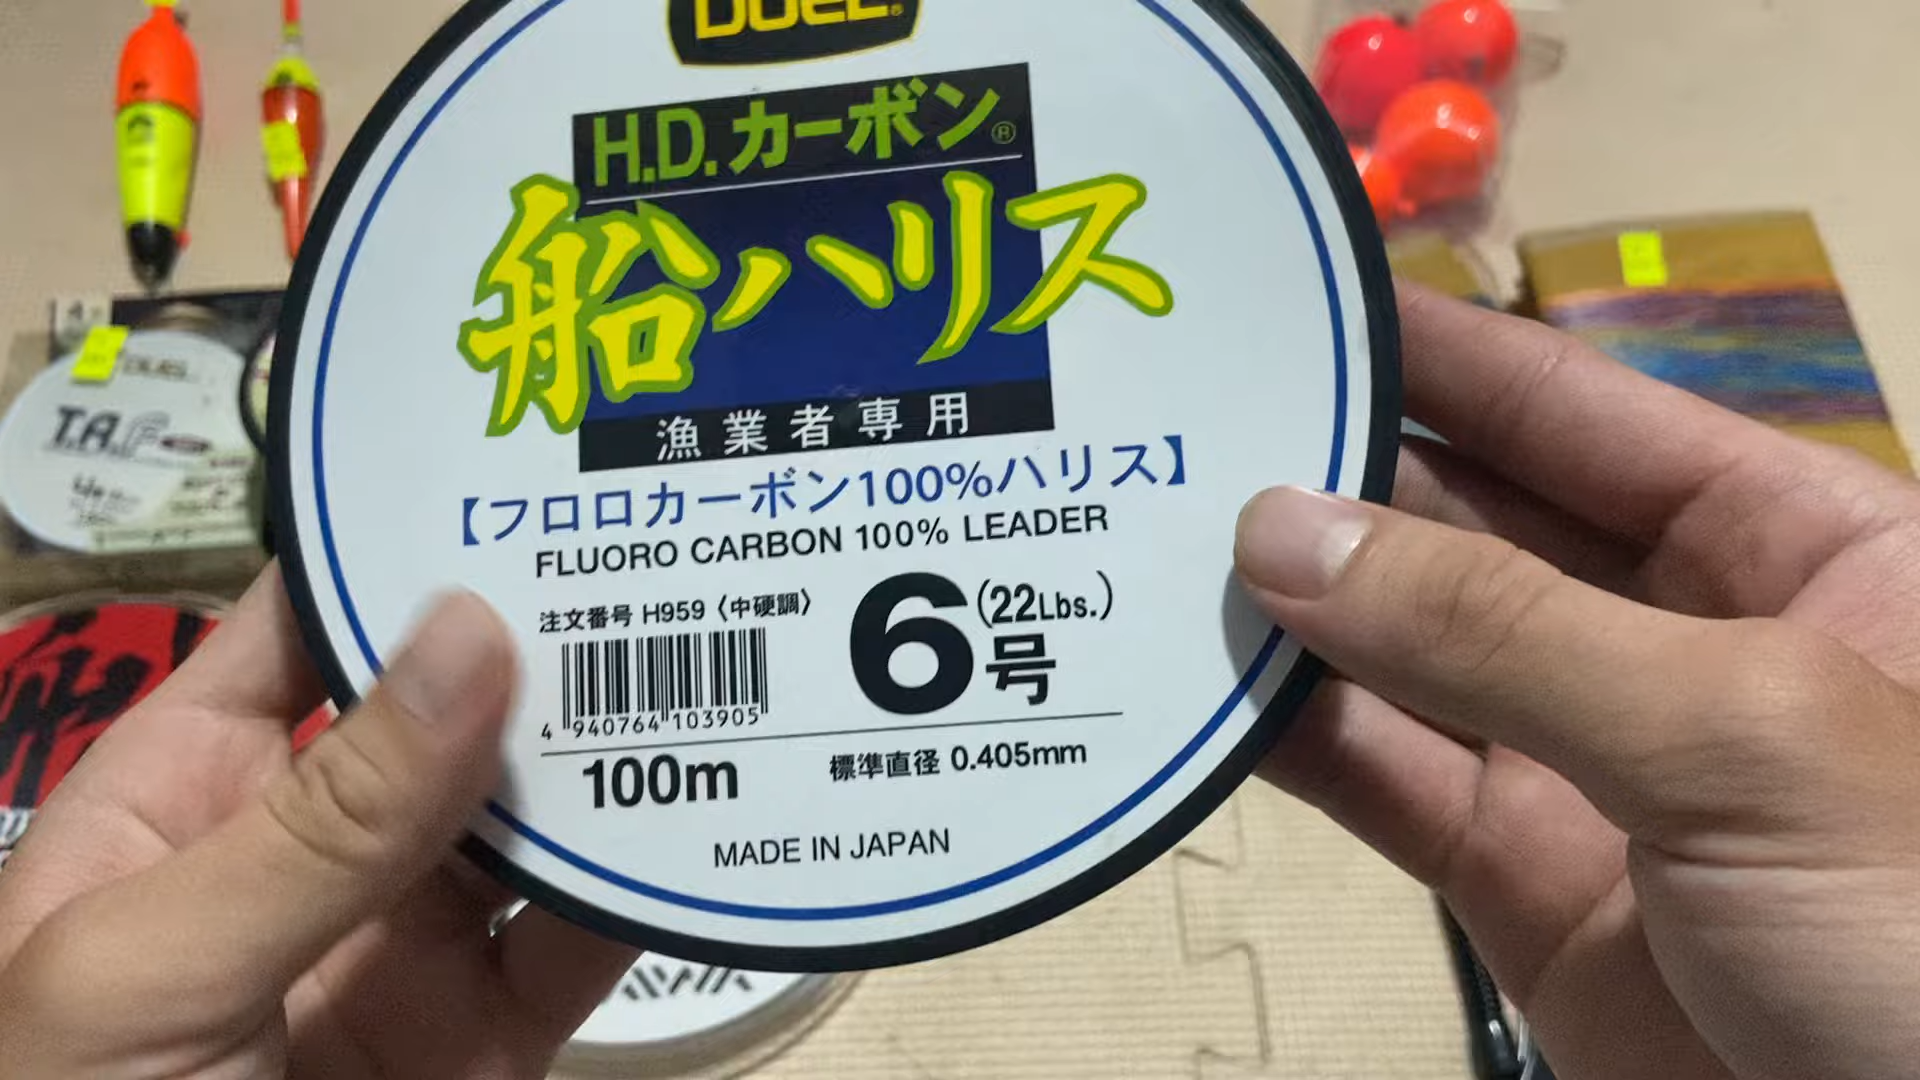 DUEL®
H.D.カーボン®
船ハリス
漁業者専用
【フロロカーボン100%ハリス】
FLUORO CARBON 100% LEADER
注文番号 H959〈中硬調〉
6号(22Lbs.)
4 940764 103905
100m
標準直径 0.405mm
MADE IN JAPAN
DUEL
T.A.F